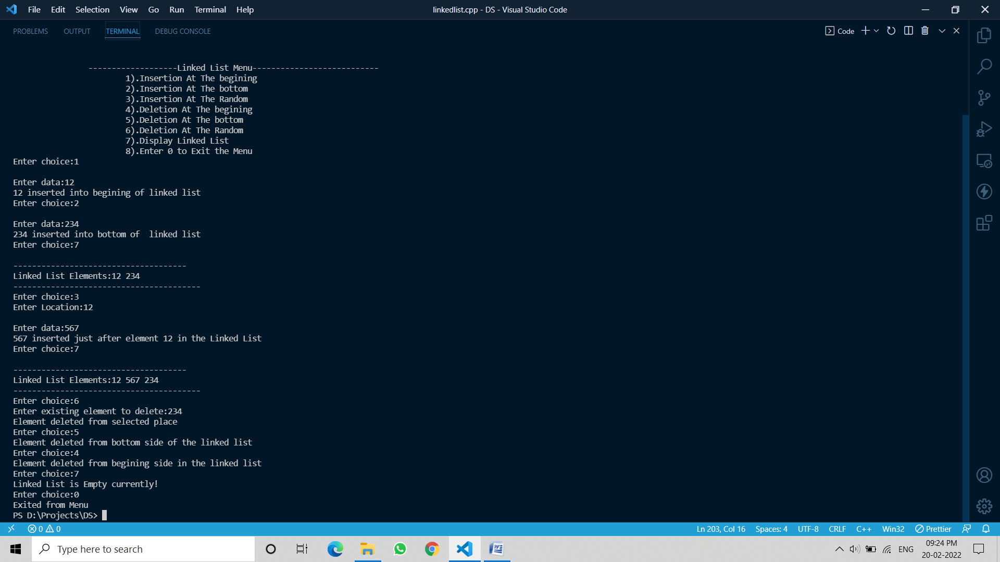 File Edit Selection View Go Run Terminal Help
linkedlist.cpp - DS - Visual Studio Code
PROBLEMS OUTPUT TERMINAL DEBUG CONSOLE
Code
-------------------Linked List Menu---------------------------
1).Insertion At The begining
2).Insertion At The bottom
3).Insertion At The Random
4).Deletion At The begining
5).Deletion At The bottom
6).Deletion At The Random
7).Display Linked List
8).Enter 0 to Exit the Menu
Enter choice:1
Enter data:12
12 inserted into begining of linked list
Enter choice:2
Enter data:234
234 inserted into bottom of  linked list
Enter choice:7
-------------------------------------
Linked List Elements:12 234
----------------------------------------
Enter choice:3
Enter Location:12
Enter data:567
567 inserted just after element 12 in the Linked List
Enter choice:7
-------------------------------------
Linked List Elements:12 567 234
----------------------------------------
Enter choice:6
Enter existing element to delete:234
Element deleted from selected place
Enter choice:5
Element deleted from bottom side of the linked list
Enter choice:4
Element deleted from begining side in the linked list
Enter choice:7
Linked List is Empty currently!
Enter choice:0
Exited from Menu
PS D:\Projects\DS>
0 0
Ln 203, Col 16 Spaces: 4 UTF-8 CRLF C++ Win32 Prettier
Type here to search
ENG
09:24 PM
20-02-2022